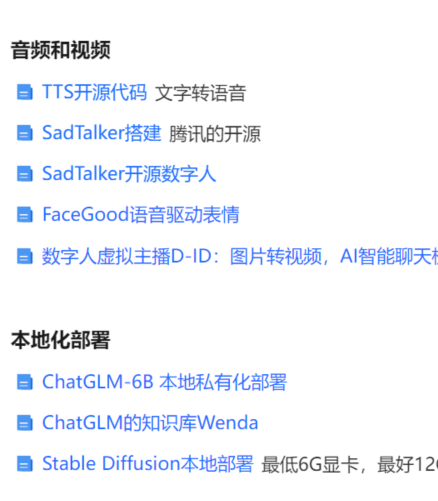 音频和视频
TTS开源代码 文字转语音
SadTalker搭建 腾讯的开源
SadTalker开源数字人
FaceGood语音驱动表情
数字人虚拟主播D-ID：图片转视频，AI智能聊天
本地化部署
ChatGLM-6B 本地私有化部署
ChatGLM的知识库Wenda
Stable Diffusion本地部署 最低6G显卡，最好12G